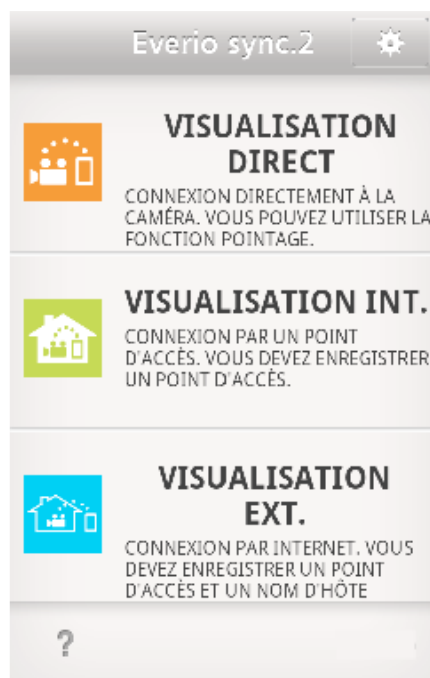 Everio sync.2
VISUALISATION
DIRECT
CONNEXION DIRECTEMENT À LA
CAMÉRA. VOUS POUVEZ UTILISER LA
FONCTION POINTAGE.
VISUALISATION INT.
CONNEXION PAR UN POINT
D'ACCÈS. VOUS DEVEZ ENREGISTRER
UN POINT D'ACCÈS.
VISUALISATION
EXT.
CONNEXION PAR INTERNET. VOUS
DEVEZ ENREGISTRER UN POINT
D'ACCÈS ET UN NOM D'HÔTE
?